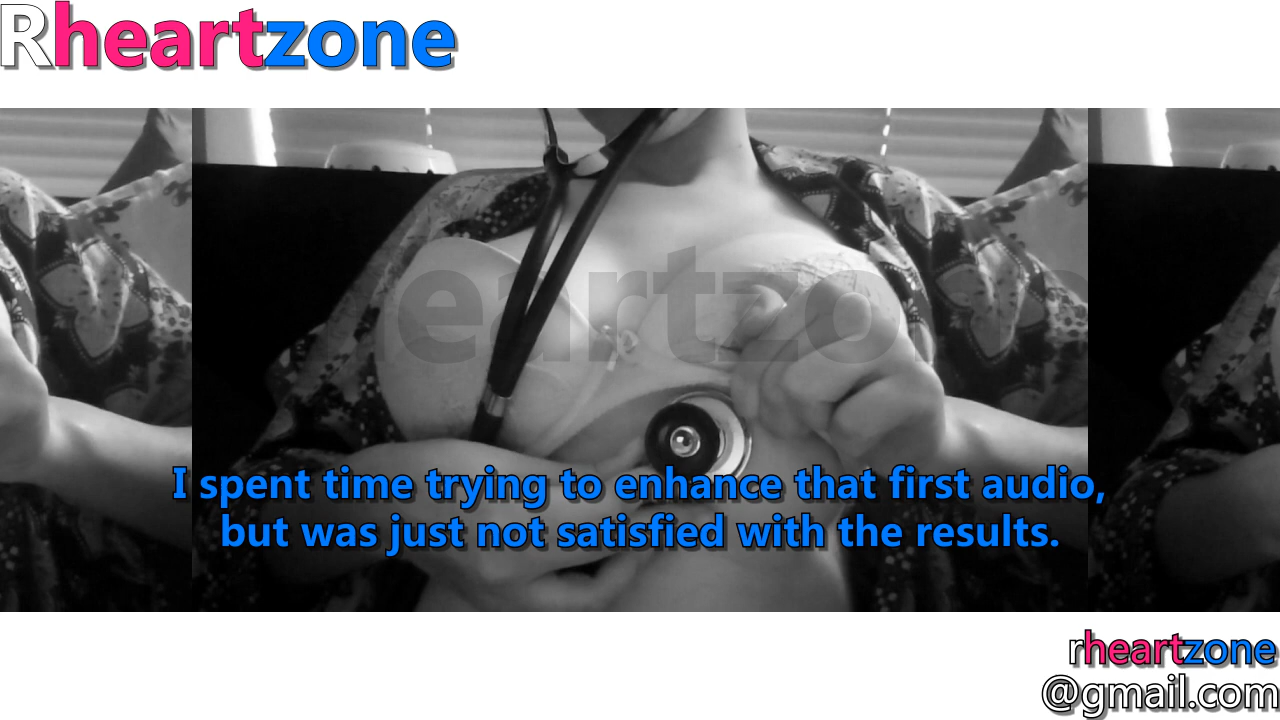 Rheartzone
heartzon
I spent time trying to enhance that first audio,
but was just not satisfied with the results.
rheartzone
@gmail.com